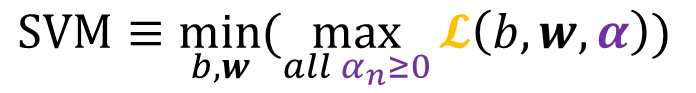 SVM ≡ min(max ℒ(b, w, α))
b,w all αₙ≥0